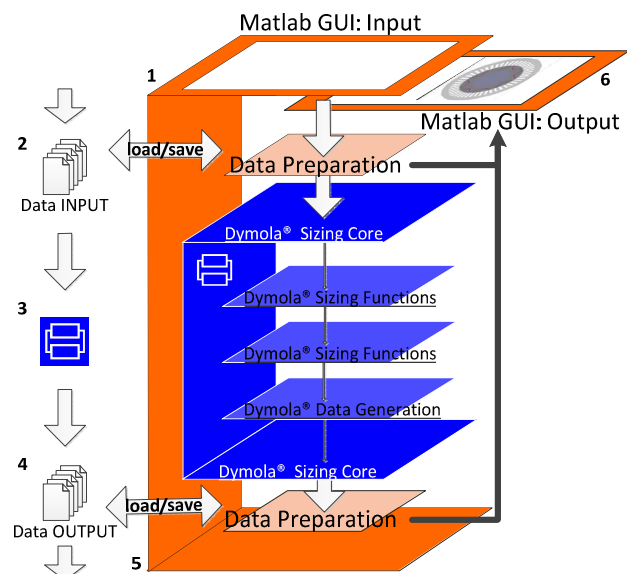 Matlab GUI: Input
1
6
Matlab GUI: Output
2
load/save
Data Preparation
Data INPUT
Dymola® Sizing Core
3
Dymola® Sizing Functions
Dymola® Sizing Functions
Dymola® Data Generation
4
Dymola® Sizing Core
load/save
Data Preparation
Data OUTPUT
5